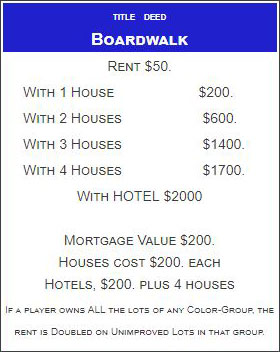 TITLE DEED
BOARDWALK
RENT $50.
WITH 1 HOUSE $200.
WITH 2 HOUSES $600.
WITH 3 HOUSES $1400.
WITH 4 HOUSES $1700.
WITH HOTEL $2000
MORTGAGE VALUE $200.
HOUSES COST $200. EACH
HOTELS, $200. PLUS 4 HOUSES
IF A PLAYER OWNS ALL THE LOTS OF ANY COLOR-GROUP, THE
RENT IS DOUBLED ON UNIMPROVED LOTS IN THAT GROUP.